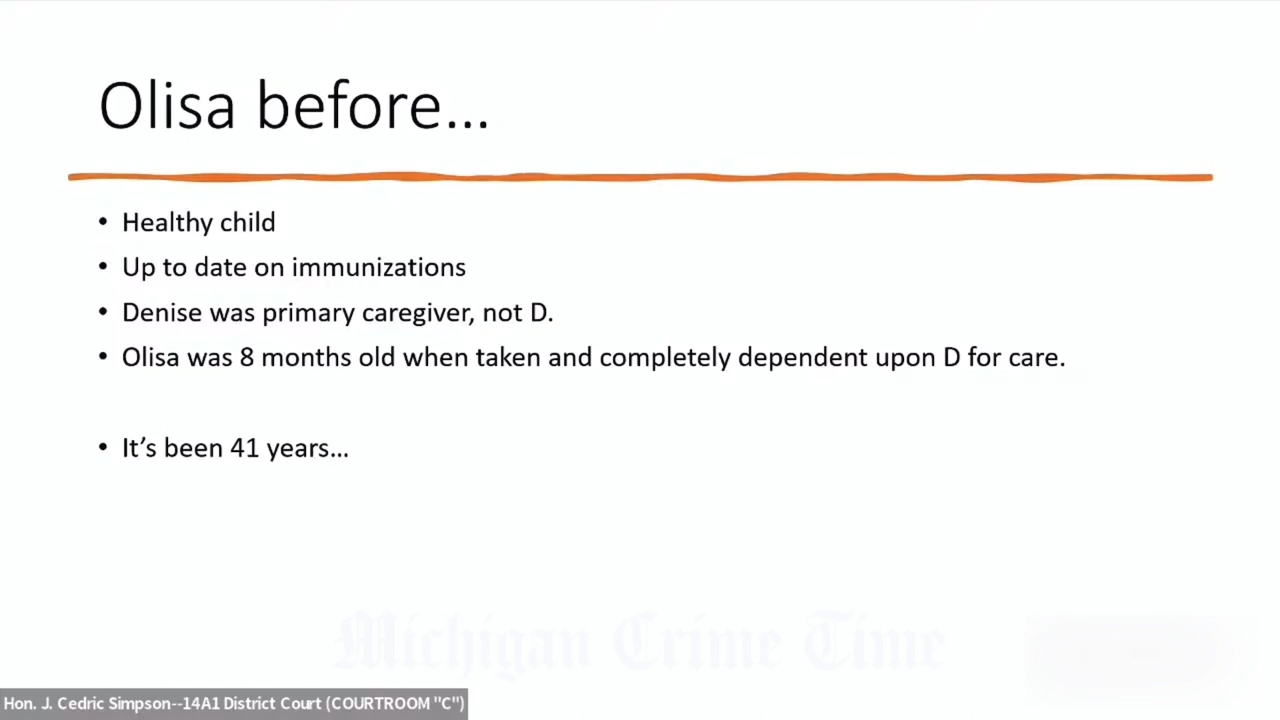 Olisa before...
• Healthy child
• Up to date on immunizations
• Denise was primary caregiver, not D.
• Olisa was 8 months old when taken and completely dependent upon D for care.
• It's been 41 years...
Michigan Crime Time
Hon. J. Cedric Simpson--14A1 District Court (COURTROOM "C")